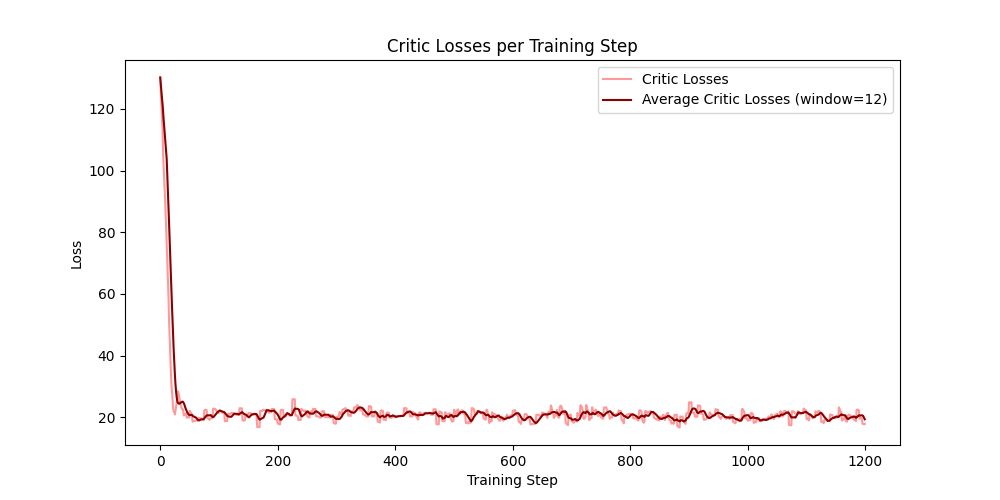 Critic Losses per Training Step
Critic Losses
Average Critic Losses (window=12)
120
100
80
60
40
20
Loss
0
200
400
600
800
1000
1200
Training Step